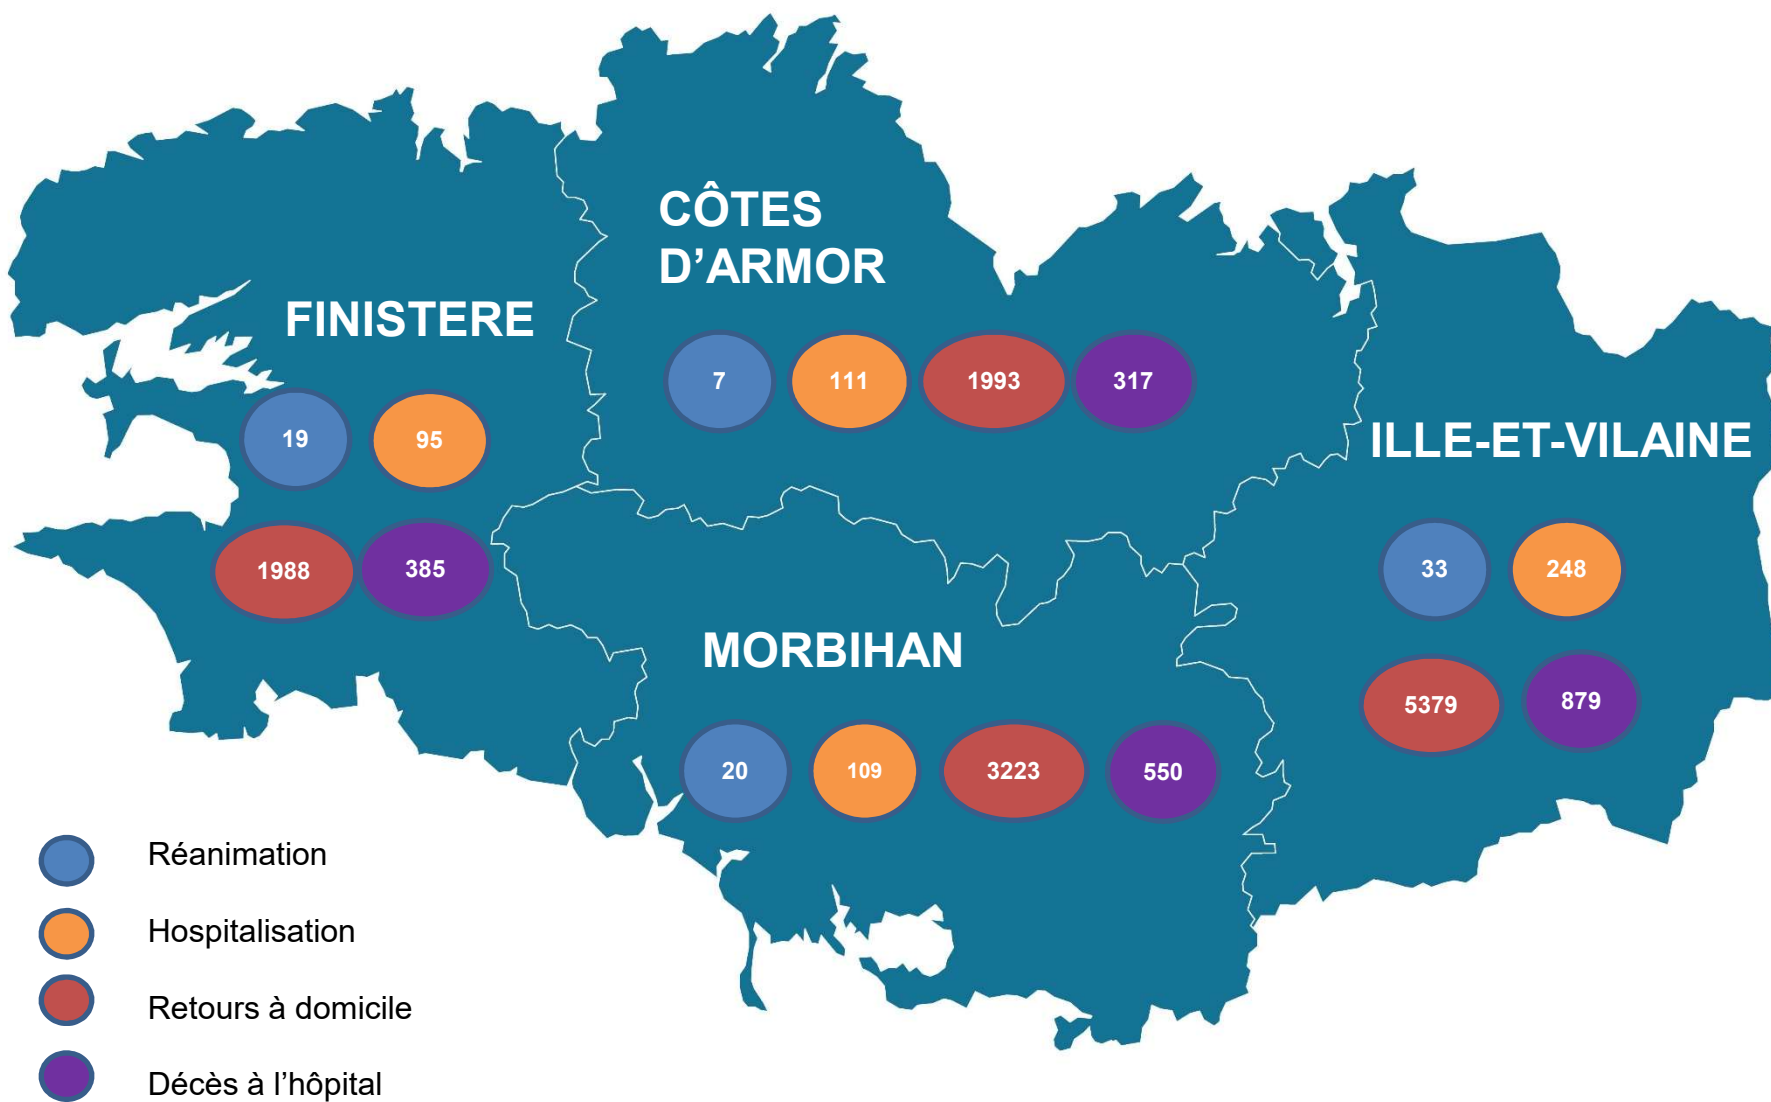 CÔTES
D’ARMOR
7
111
1993
317
FINISTERE
19
95
1988
385
ILLE-ET-VILAINE
33
248
5379
879
MORBIHAN
20
109
3223
550
Réanimation
Hospitalisation
Retours à domicile
Décès à l’hôpital